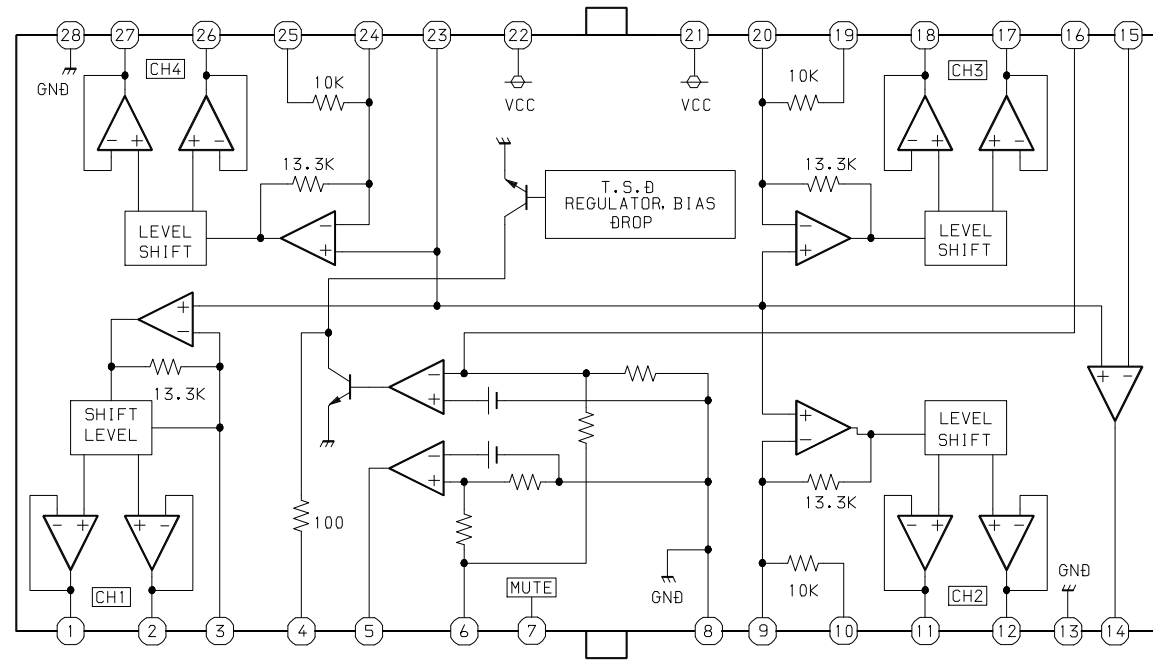 28 27 26 25 24 23 22 21 20 19 18 17 16 15
GND
CH4
10K
VCC
VCC
10K
CH3
- + + -
- + + -
13.3K
13.3K
T.S.D
REGULATOR, BIAS
DROP
LEVEL
SHIFT
-
+
-
+
LEVEL
SHIFT
+
-
13.3K
-
+
+ -
SHIFT
LEVEL
+
-
LEVEL
SHIFT
-
+
13.3K
- + + -
100
- + + -
CH1
MUTE
GND
10K
CH2
GND
1 2 3 4 5 6 7 8 9 10 11 12 13 14